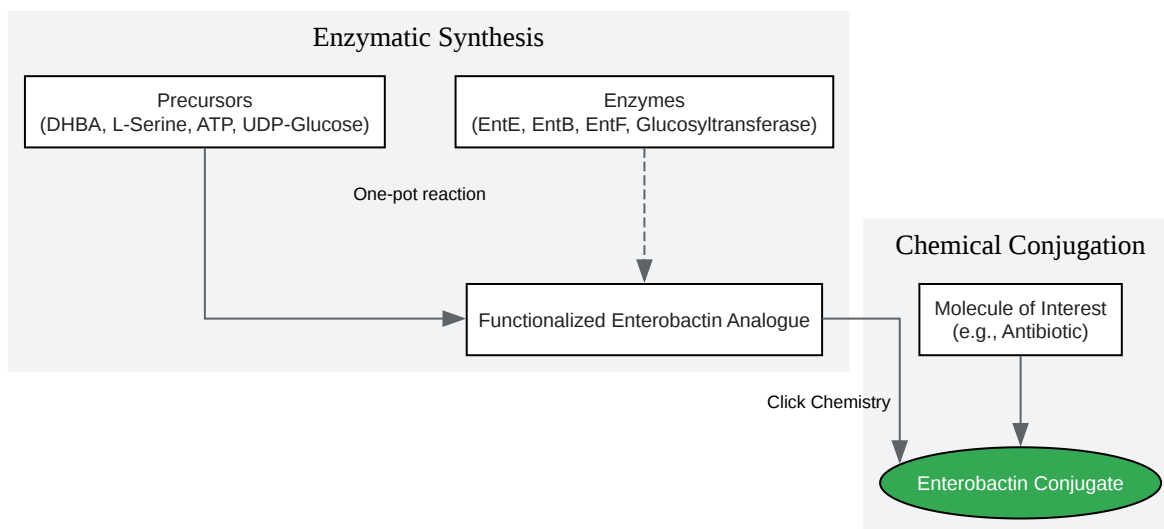 Enzymatic Synthesis
Precursors
(DHBA, L-Serine, ATP, UDP-Glucose)
Enzymes
(EntE, EntB, EntF, Glucosyltransferase)
One-pot reaction
Functionalized Enterobactin Analogue
Chemical Conjugation
Molecule of Interest
(e.g., Antibiotic)
Click Chemistry
Enterobactin Conjugate